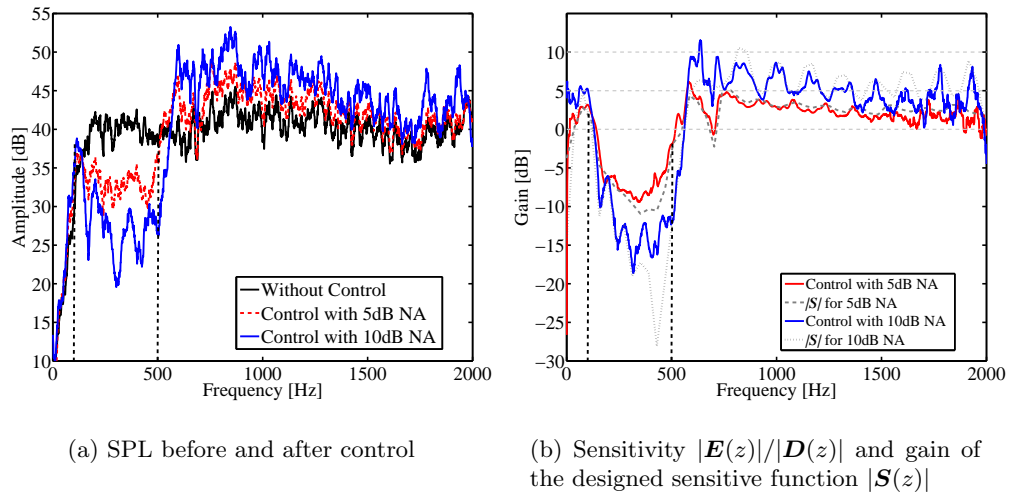 55
50
45
40
35
30
25
20
15
10
Amplitude [dB]
0 500 1000 1500 2000
Frequency [Hz]
Without Control
Control with 5dB NA
Control with 10dB NA
10
5
0
−5
−10
−15
−20
−25
−30
Gain [dB]
0 500 1000 1500 2000
Frequency [Hz]
Control with 5dB NA
|S| for 5dB NA
Control with 10dB NA
|S| for 10dB NA
(a) SPL before and after control
(b) Sensitivity |E(z)|/|D(z)| and gain of
the designed sensitive function |S(z)|